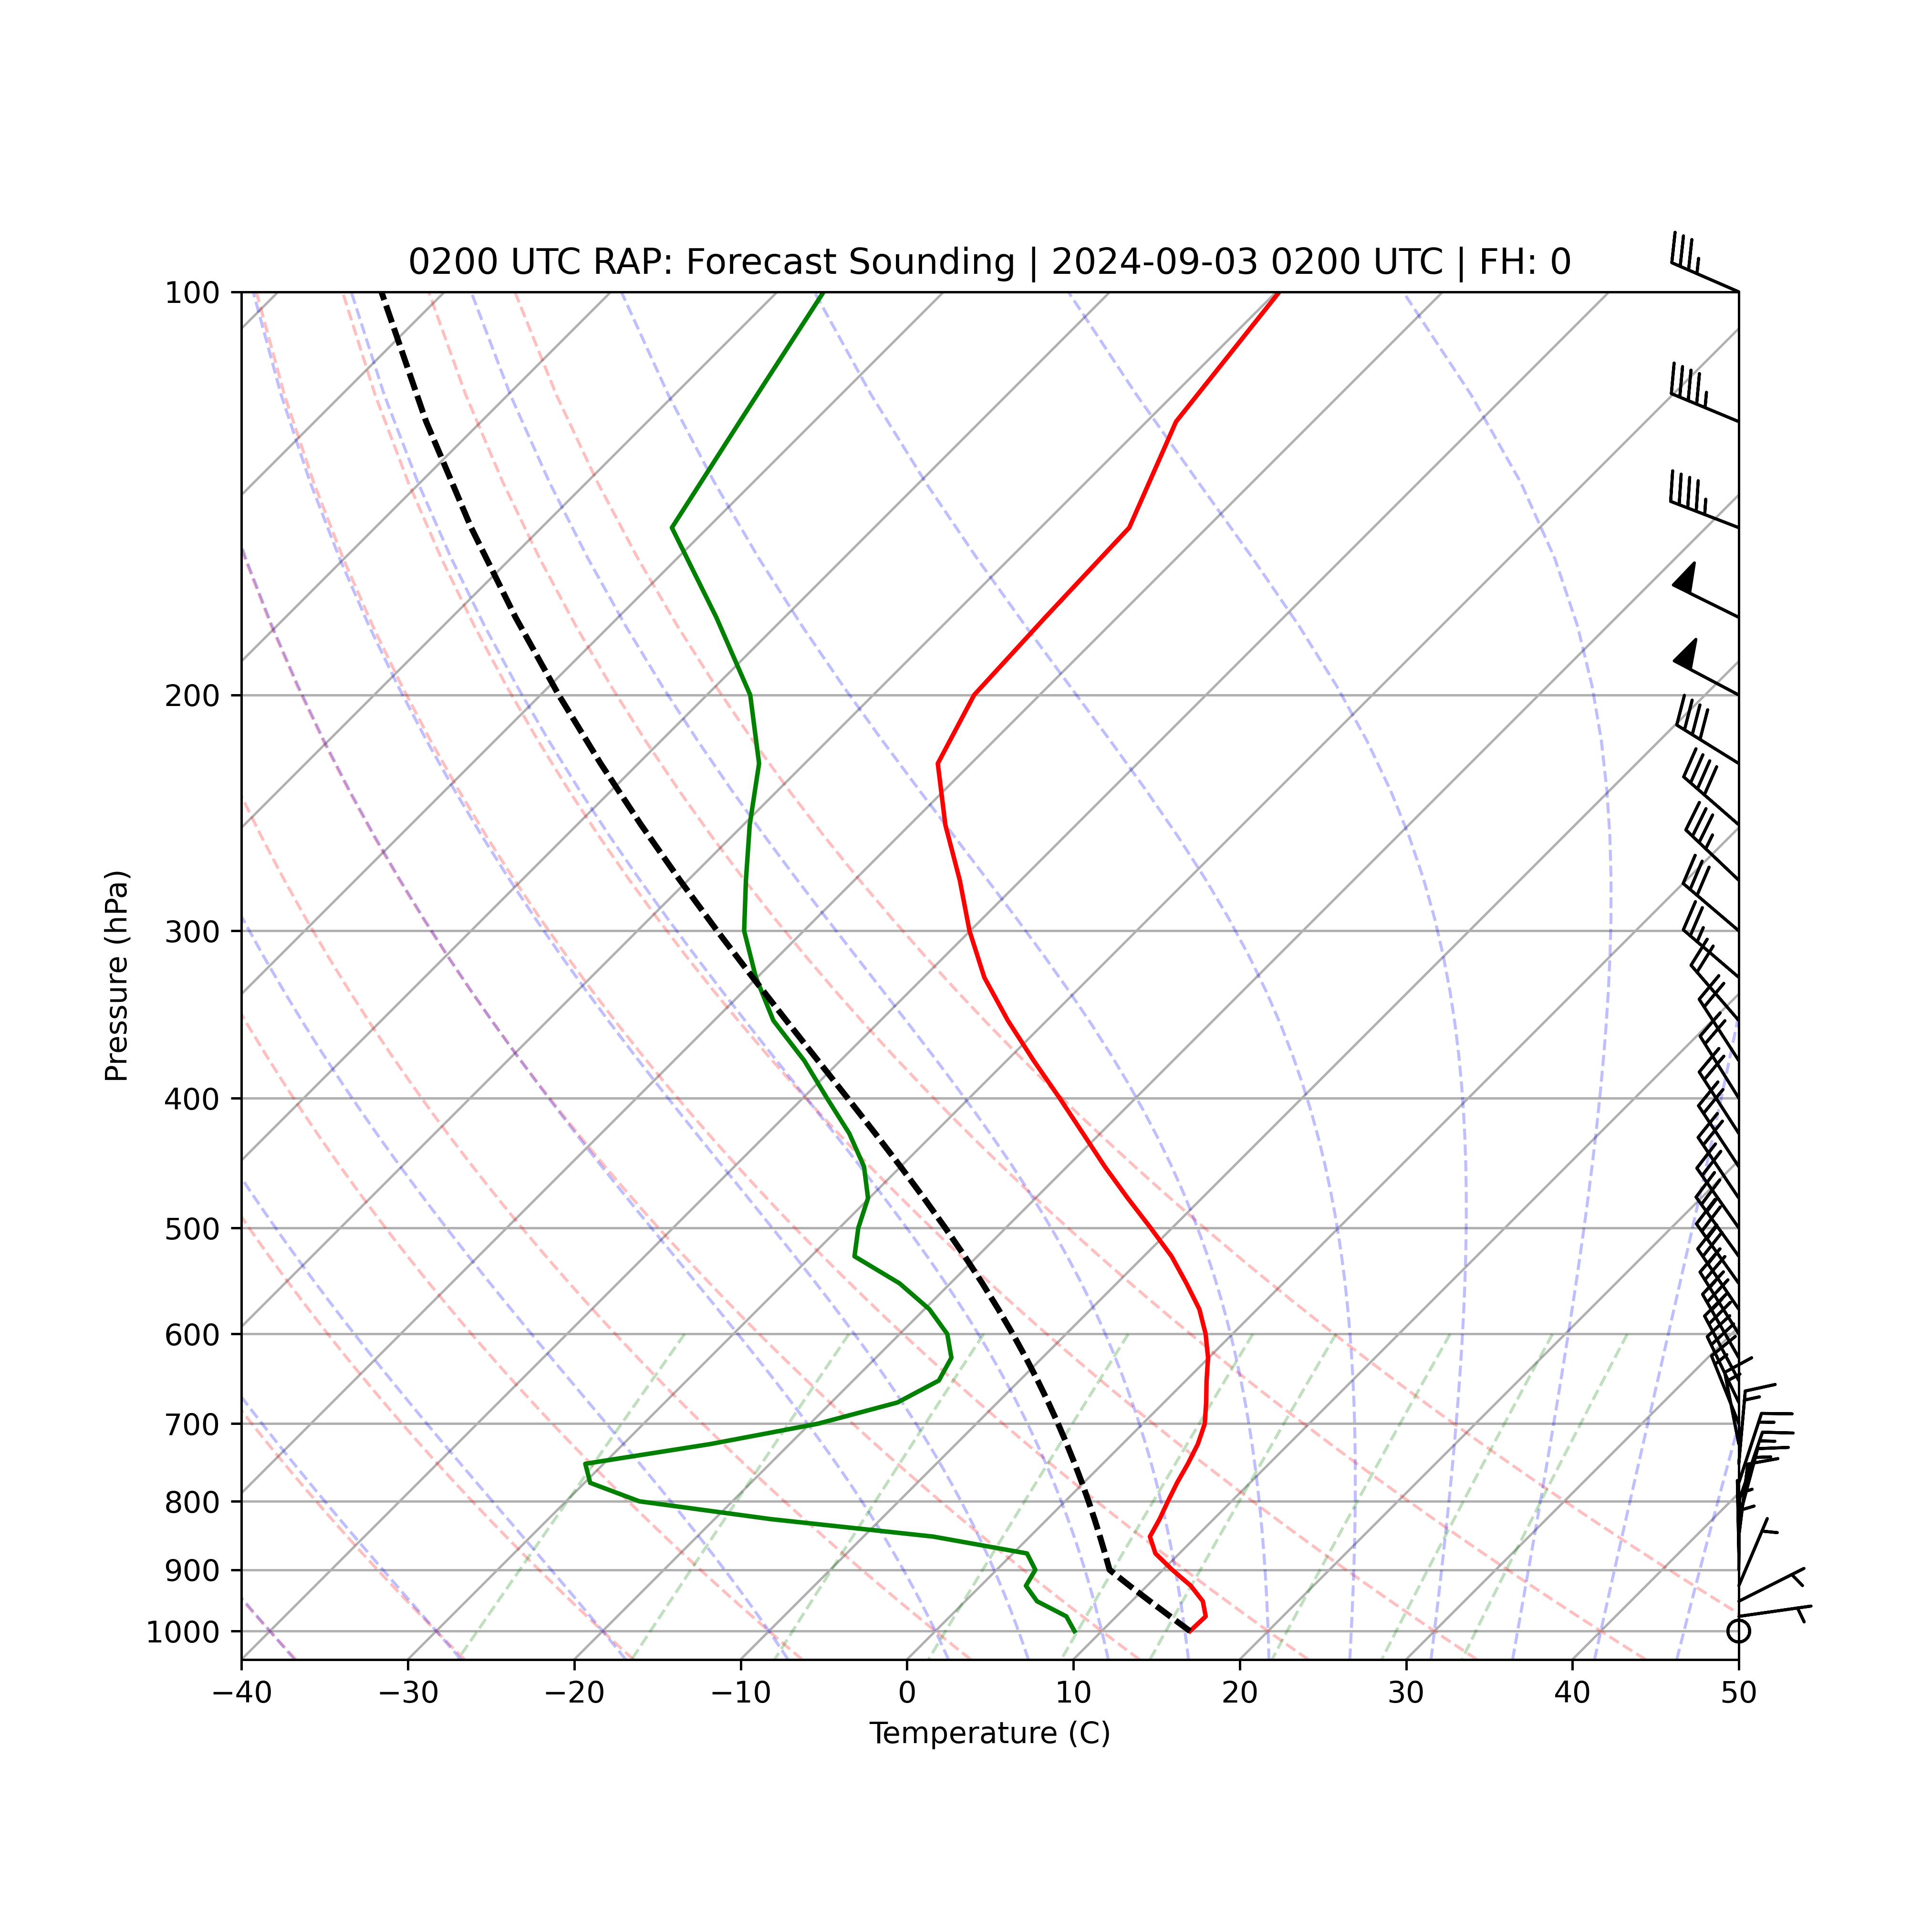 0200 UTC RAP: Forecast Sounding | 2024-09-03 0200 UTC | FH: 0
100
200
300
400
500
600
700
800
900
1000
Pressure (hPa)
−40 −30 −20 −10 0 10 20 30 40 50
Temperature (C)